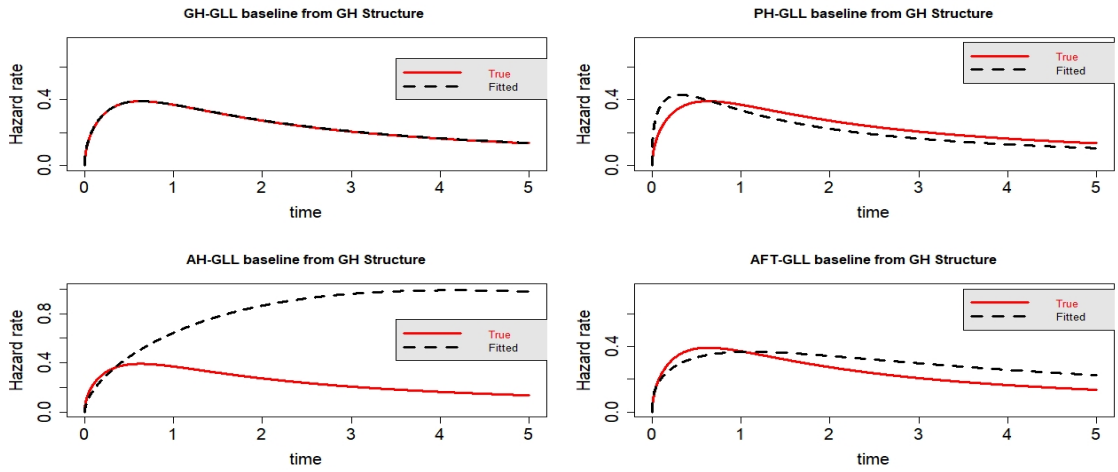 GH-GLL baseline from GH Structure
Hazard rate
0.0
0.4
True
Fitted
0
1
2
3
4
5
time
PH-GLL baseline from GH Structure
Hazard rate
0.0
0.4
True
Fitted
0
1
2
3
4
5
time
AH-GLL baseline from GH Structure
Hazard rate
0.0
0.4
0.8
True
Fitted
0
1
2
3
4
5
time
AFT-GLL baseline from GH Structure
Hazard rate
0.0
0.4
True
Fitted
0
1
2
3
4
5
time